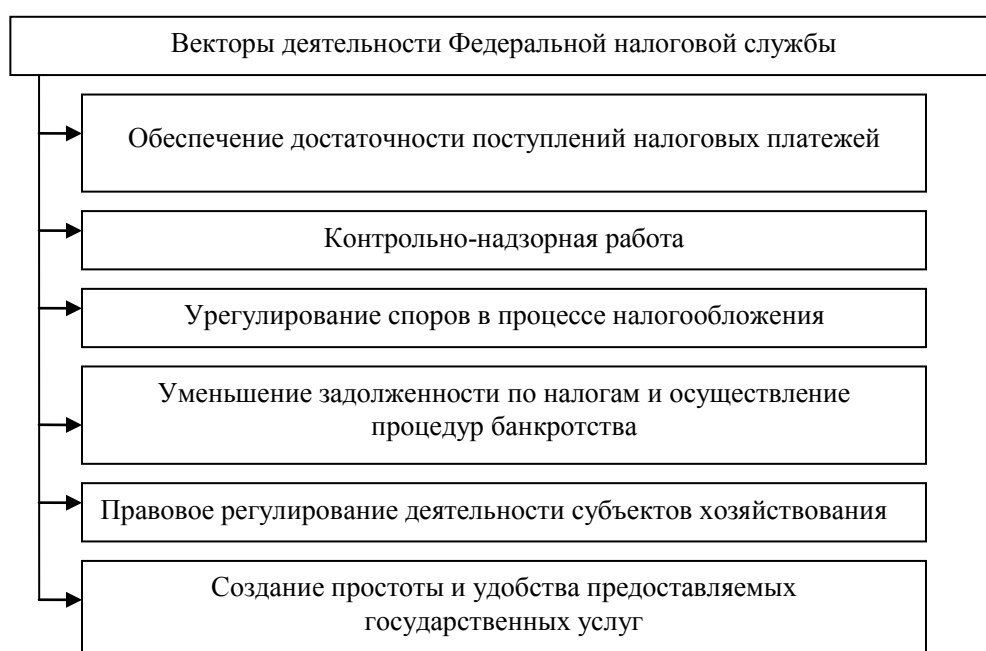 Векторы деятельности Федеральной налоговой службы
Обеспечение достаточности поступлений налоговых платежей
Контрольно-надзорная работа
Урегулирование споров в процессе налогообложения
Уменьшение задолженности по налогам и осуществление
процедур банкротства
Правовое регулирование деятельности субъектов хозяйствования
Создание простоты и удобства предоставляемых
государственных услуг